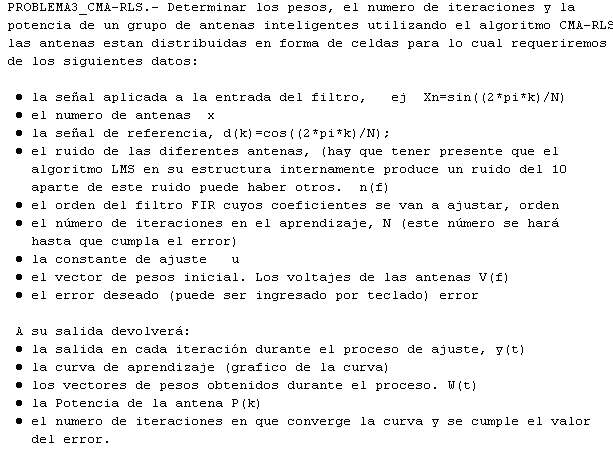 PROBLEMA3_CMA-RLS.- Determinar los pesos, el numero de iteraciones y la
potencia de un grupo de antenas inteligentes utilizando el algoritmo CMA-RLS
las antenas estan distribuidas en forma de celdas para lo cual requeriremos
de los siguientes datos:
● la señal aplicada a la entrada del filtro,   ej  Xn=sin((2*pi*k)/N)
● el numero de antenas  x
● la señal de referencia, d(k)=cos((2*pi*k)/N);
● el ruido de las diferentes antenas, (hay que tener presente que el
algoritmo LMS en su estructura internamente produce un ruido del 10
aparte de este ruido puede haber otros.  n(f)
● el orden del filtro FIR cuyos coeficientes se van a ajustar, orden
● el número de iteraciones en el aprendizaje, N (este número se hará
hasta que cumpla el error)
● la constante de ajuste   u
● el vector de pesos inicial. Los voltajes de las antenas V(f)
● el error deseado (puede ser ingresado por teclado) error
A su salida devolverá:
● la salida en cada iteración durante el proceso de ajuste, y(t)
● la curva de aprendizaje (grafico de la curva)
● los vectores de pesos obtenidos durante el proceso. W(t)
● la Potencia de la antena P(k)
● el numero de iteraciones en que converge la curva y se cumple el valor
del error.